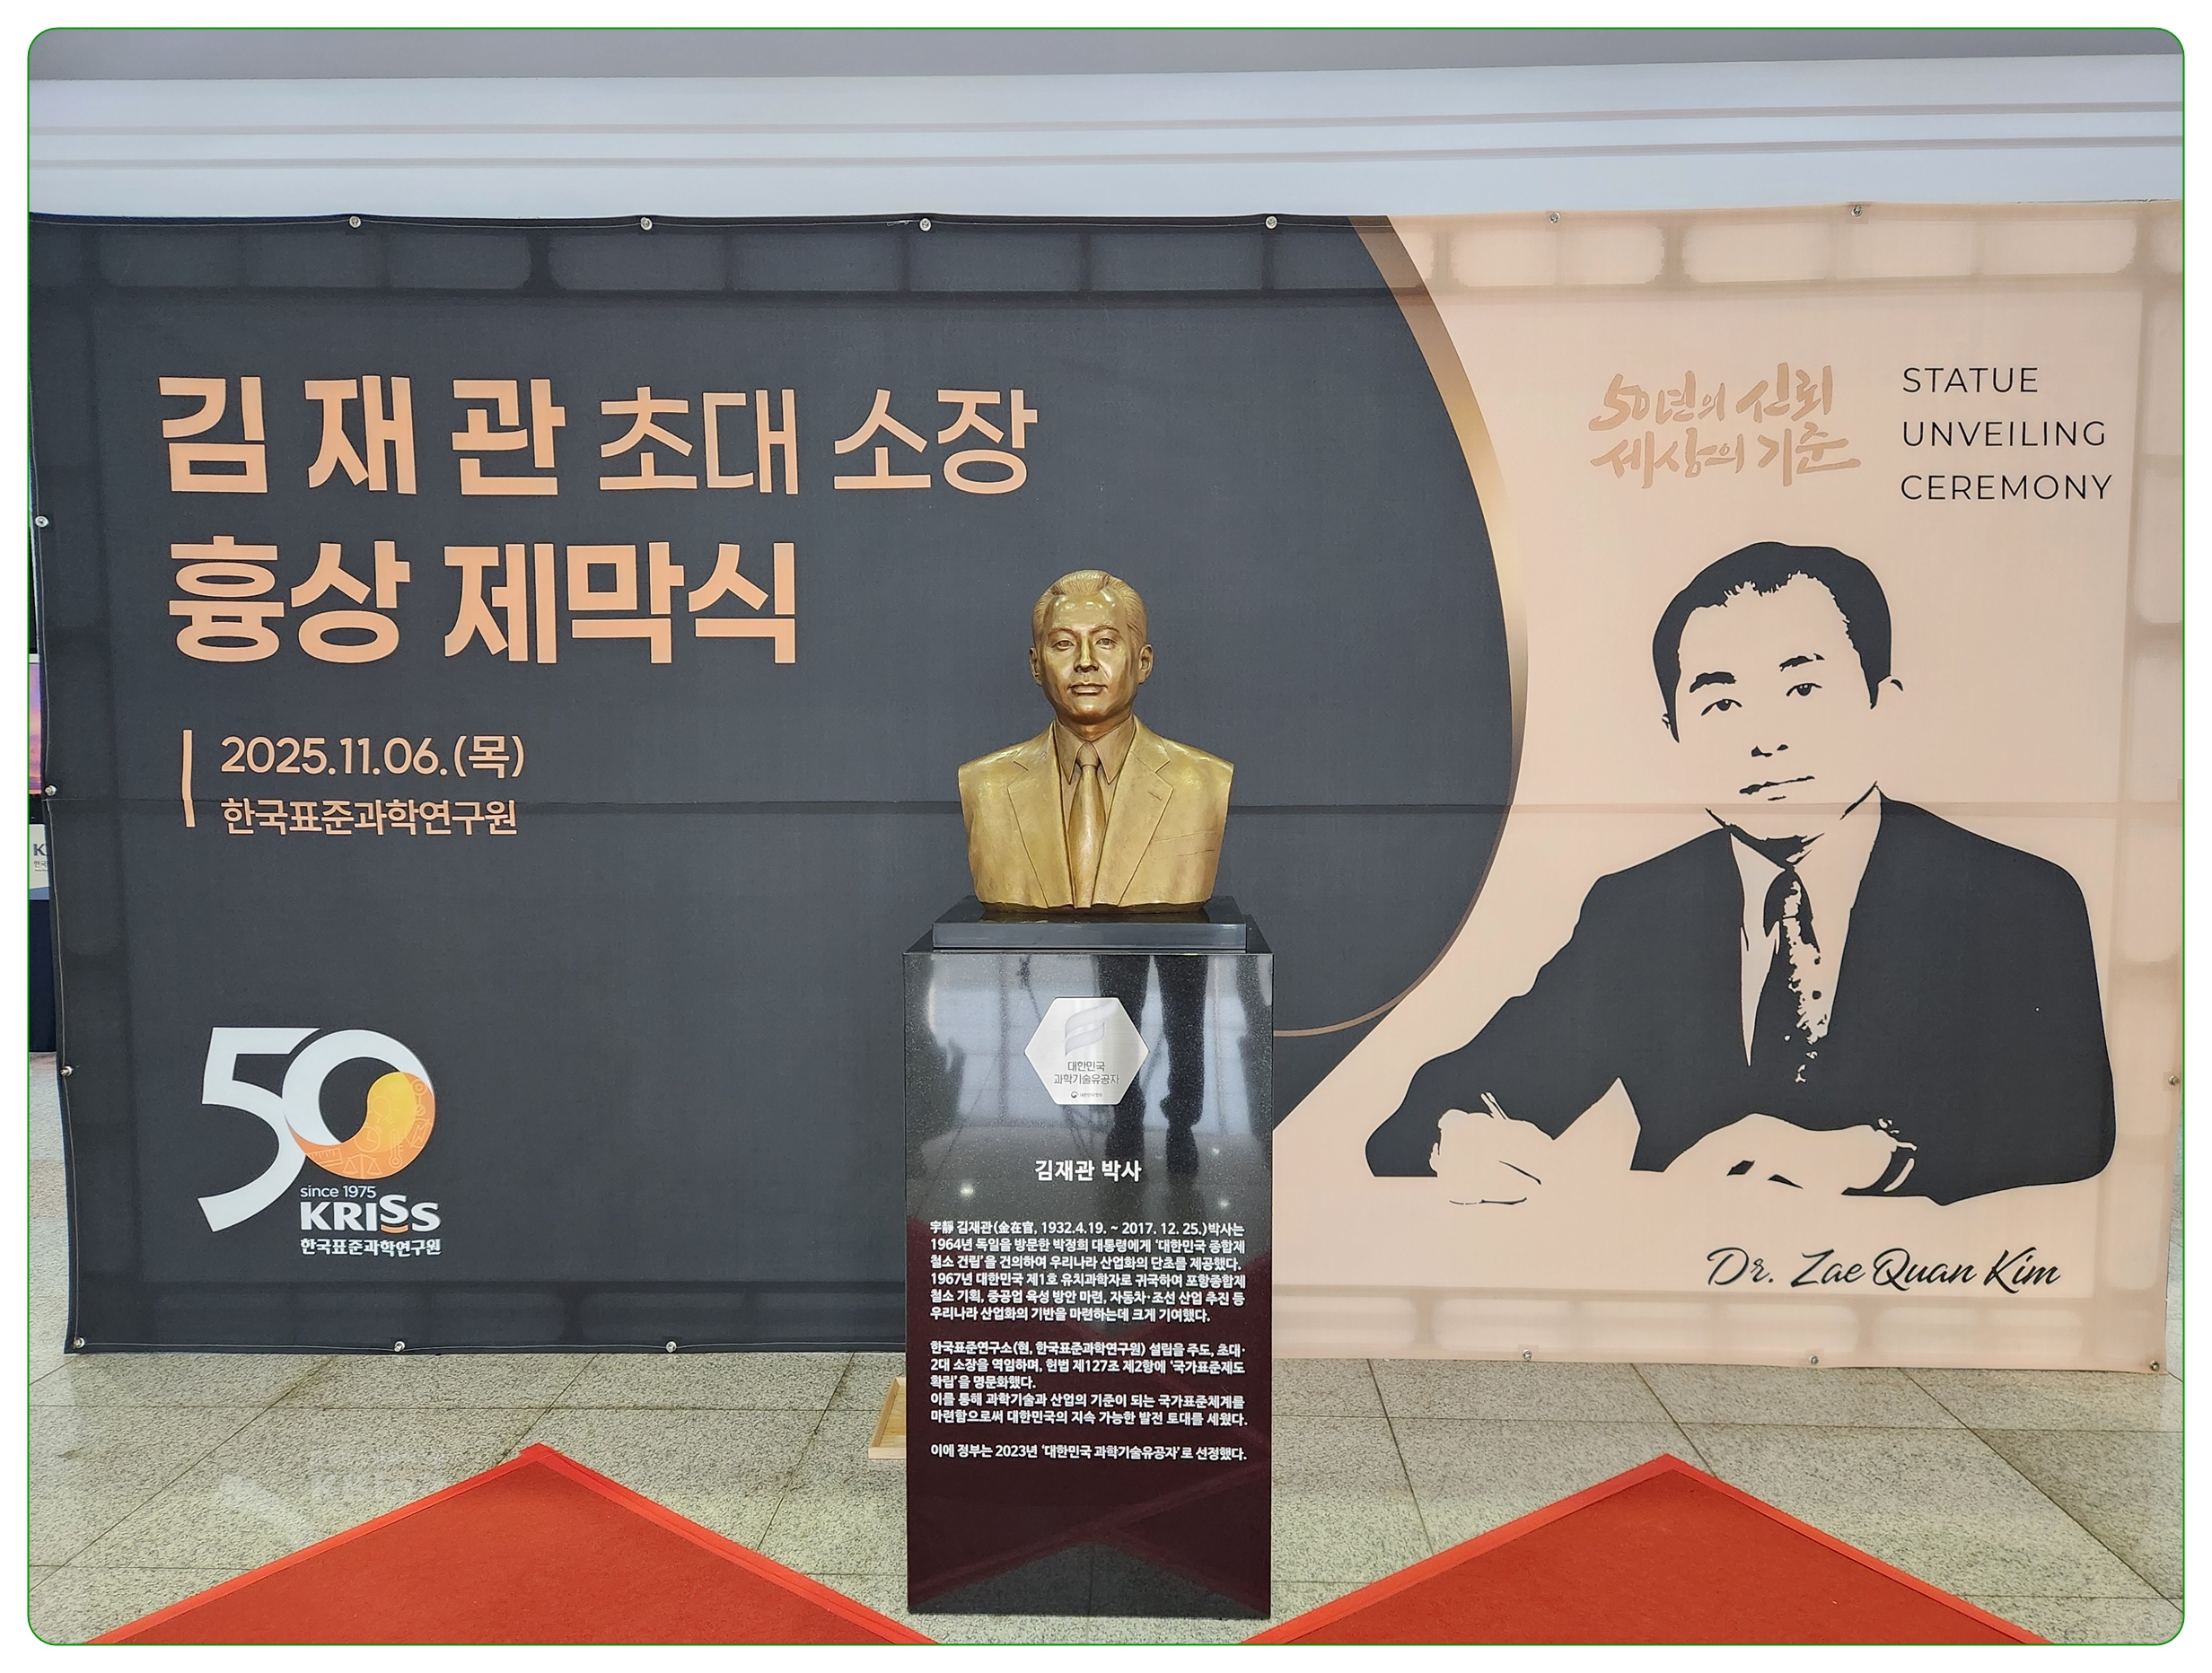 김재관 초대 소장
흉상 제막식
2025.11.06.(목)
한국표준과학연구원
50년의 신뢰
세상의 기준
STATUE
UNVEILING
CEREMONY
50
since 1975
KRISS
한국표준과학연구원
Dr. Zae Quan Kim
대한민국
과학기술유공자
김재관 박사
宇靜 김재관(金在官, 1932.4.19. ~ 2017. 12. 25.)박사는
1964년 독일을 방문한 박정희 대통령에게 ‘대한민국 종합제
철소 건립’을 건의하여 우리나라 산업화의 단초를 제공했다.
1967년 대한민국 제1호 유치과학자로 귀국하여 포항종합제
철소 기획, 중공업 육성 방안 마련, 자동차·조선 산업 추진 등
우리나라 산업화의 기반을 마련하는데 크게 기여했다.
한국표준연구소(현, 한국표준과학연구원) 설립을 주도, 초대·
2대 소장을 역임하며, 헌법 제127조 제2항에 ‘국가표준제도
확립’을 명문화했다.
이를 통해 과학기술과 산업의 기준이 되는 국가표준체계를
마련함으로써 대한민국의 지속 가능한 발전 토대를 세웠다.
이에 정부는 2023년 ‘대한민국 과학기술유공자’로 선정했다.